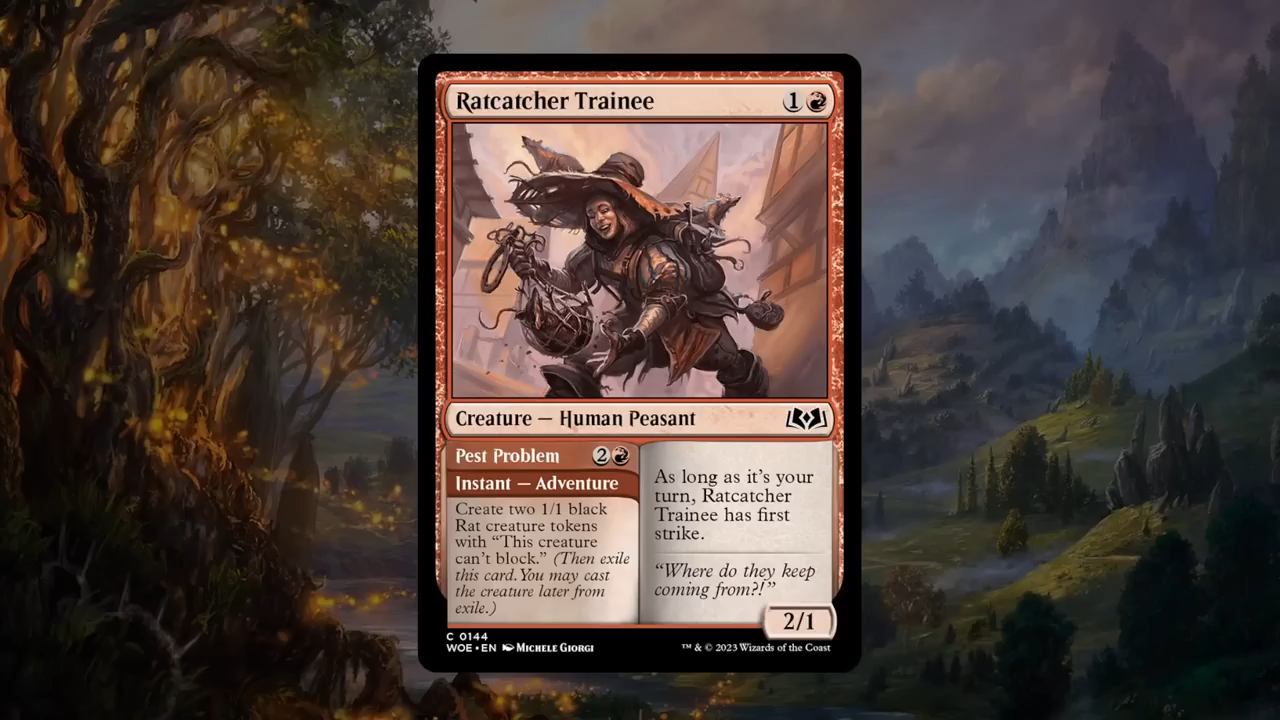 Ratcatcher Trainee 1
Creature — Human Peasant
Pest Problem 2
Instant — Adventure
Create two 1/1 black
Rat creature tokens
with “This creature
can’t block.” (Then exile
this card. You may cast
the creature later from
exile.)
As long as it’s your
turn, Ratcatcher
Trainee has first
strike.
“Where do they keep
coming from?!”
2/1
C 0144
WOE • EN Michele Giorgi
™ & © 2023 Wizards of the Coast